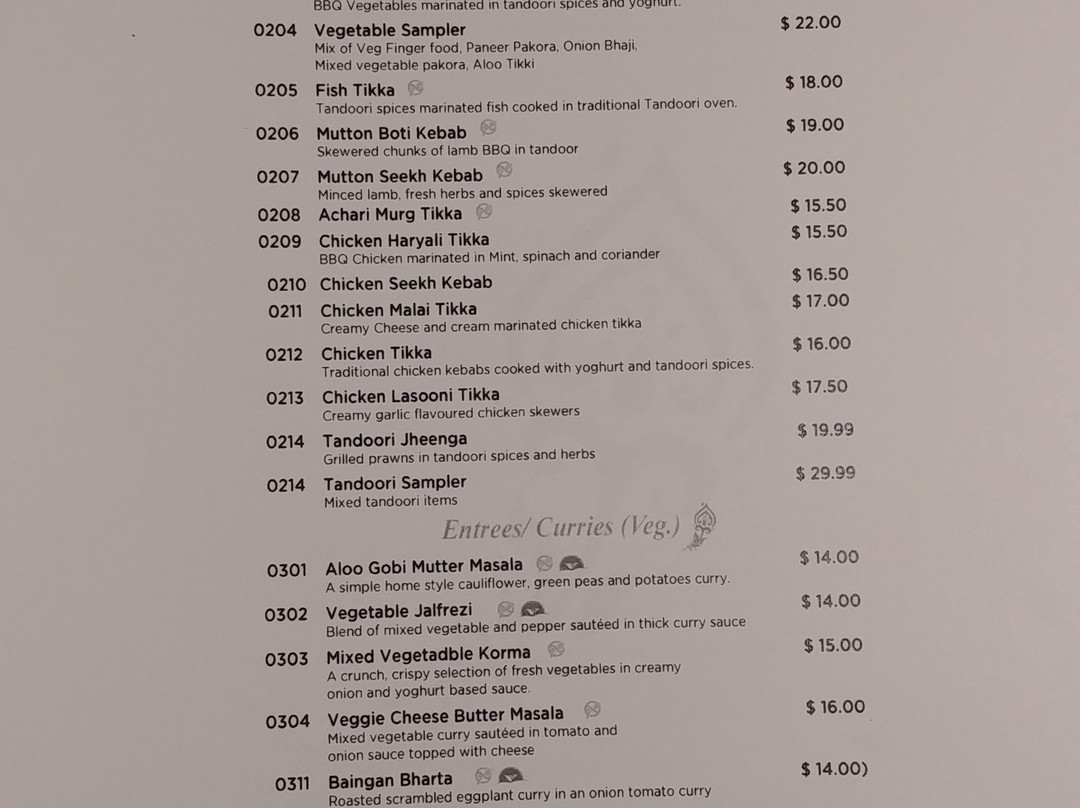 BBQ Vegetables marinated in tandoori spices and yoghurt.
0204 Vegetable Sampler $ 22.00
Mix of Veg Finger food, Paneer Pakora, Onion Bhaji,
Mixed vegetable pakora, Aloo Tikki
0205 Fish Tikka $ 18.00
Tandoori spices marinated fish cooked in traditional Tandoori oven.
0206 Mutton Boti Kebab $ 19.00
Skewered chunks of lamb BBQ in tandoor
0207 Mutton Seekh Kebab $ 20.00
Minced lamb, fresh herbs and spices skewered
0208 Achari Murg Tikka $ 15.50
0209 Chicken Haryali Tikka $ 15.50
BBQ Chicken marinated in Mint, spinach and coriander
0210 Chicken Seekh Kebab $ 16.50
0211 Chicken Malai Tikka $ 17.00
Creamy Cheese and cream marinated chicken tikka
0212 Chicken Tikka $ 16.00
Traditional chicken kebabs cooked with yoghurt and tandoori spices.
0213 Chicken Lasooni Tikka $ 17.50
Creamy garlic flavoured chicken skewers
0214 Tandoori Jheenga $ 19.99
Grilled prawns in tandoori spices and herbs
0214 Tandoori Sampler $ 29.99
Mixed tandoori items
Entrees/ Curries (Veg.)
0301 Aloo Gobi Mutter Masala $ 14.00
A simple home style cauliflower, green peas and potatoes curry.
0302 Vegetable Jalfrezi $ 14.00
Blend of mixed vegetable and pepper sautéed in thick curry sauce
0303 Mixed Vegetadble Korma $ 15.00
A crunch, crispy selection of fresh vegetables in creamy
onion and yoghurt based sauce.
0304 Veggie Cheese Butter Masala $ 16.00
Mixed vegetable curry sautéed in tomato and
onion sauce topped with cheese
0311 Baingan Bharta $ 14.00)
Roasted scrambled eggplant curry in an onion tomato curry